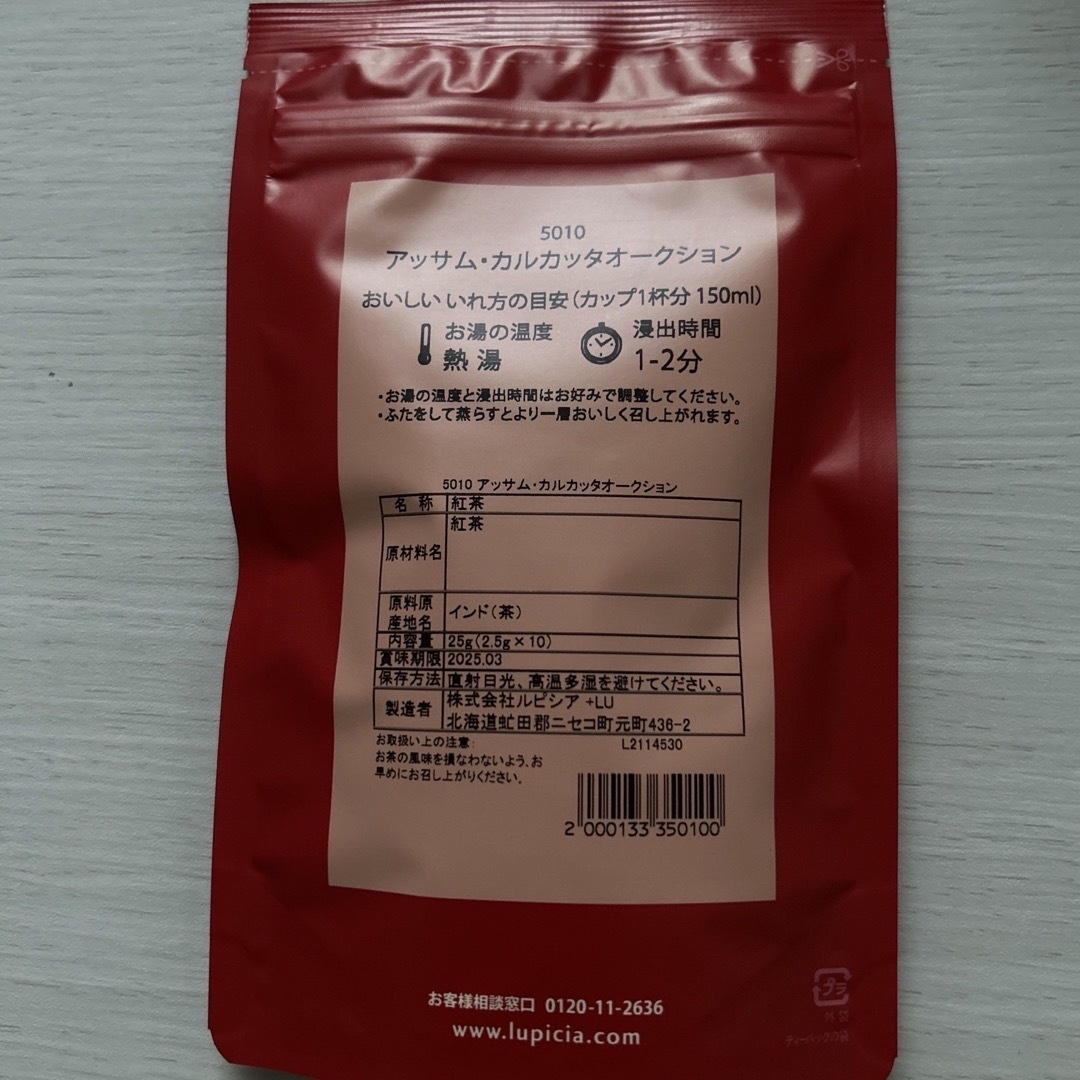 5010
アッサム・カルカッタオークション
おいしい いれ方の目安(カップ1杯分 150ml)
お湯の温度
熱湯
浸出時間
1-2分
・お湯の温度と浸出時間はお好みで調整してください。
・ふたをして蒸らすとより一層おいしく召し上がれます。
5010 アッサム・カルカッタオークション
名 称 紅茶
原材料名 紅茶
原料原産地名 インド(茶)
内容量 25g(2.5g×10)
賞味期限 2025.03
保存方法 直射日光、高温多湿を避けてください。
製造者 株式会社ルピシア +LU
北海道虻田郡ニセコ町元町436-2
お取扱い上の注意:
L2114530
お茶の風味を損なわないよう、お
早めにお召し上がりください。
2 000133 350100
お客様相談窓口 0120-11-2636
www.lupicia.com
プラ
外袋
ティーバッグの袋